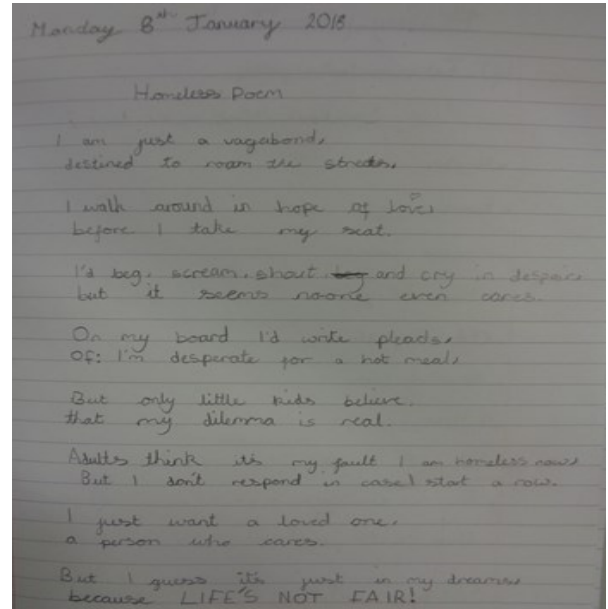 Monday 8th January 2018
Homeless Poem
I am just a vagabond,
destined to roam the streets.
I walk around in hope of love,
before I take my seat.
I'd beg, scream, shout beg and cry in despair
but it seems noone even cares.
On my board I'd write pleads,
Of: I'm desperate for a hot meal,
But only little kids believe.
that my dilemma is real.
Adults think it's my fault I am homeless now,
But I don't respond in case I start a row.
I just want a loved one,
a person who cares.
But I guess it's just in my dreams,
because LIFE'S NOT FAIR!